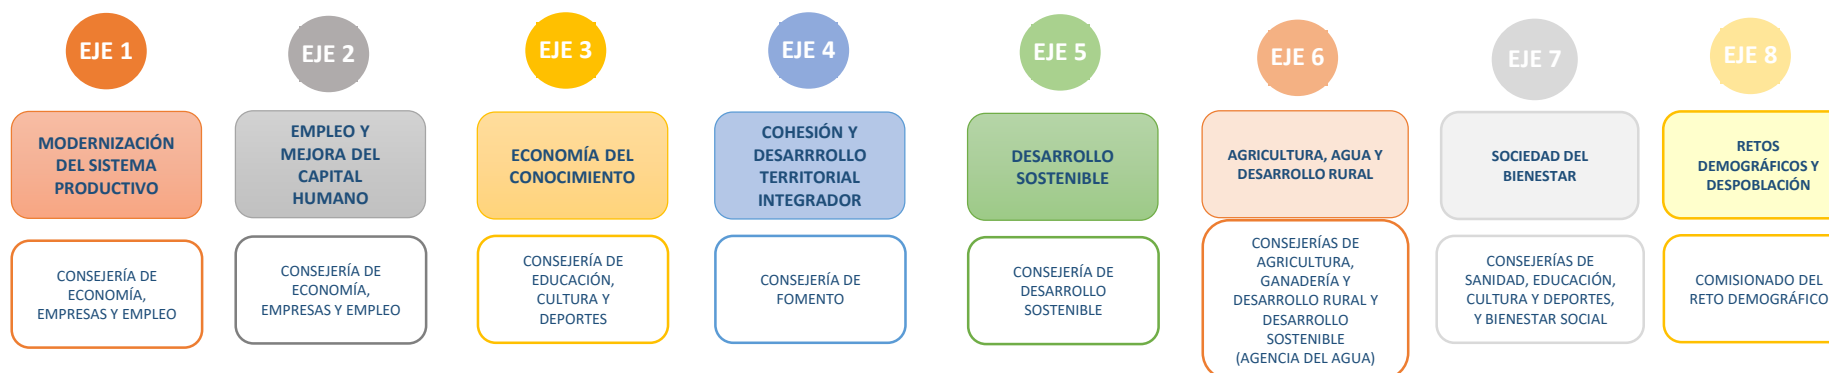 EJE 1
MODERNIZACIÓN
DEL SISTEMA
PRODUCTIVO
CONSEJERÍA DE
ECONOMÍA,
EMPRESAS Y EMPLEO
EJE 2
EMPLEO Y
MEJORA DEL
CAPITAL
HUMANO
CONSEJERÍA DE
ECONOMÍA,
EMPRESAS Y EMPLEO
EJE 3
ECONOMÍA DEL
CONOCIMIENTO
CONSEJERÍA DE
EDUCACIÓN,
CULTURA Y
DEPORTES
EJE 4
COHESIÓN Y
DESARRROLLO
TERRITORIAL
INTEGRADOR
CONSEJERÍA DE
FOMENTO
EJE 5
DESARROLLO
SOSTENIBLE
CONSEJERÍA DE
DESARROLLO
SOSTENIBLE
EJE 6
AGRICULTURA, AGUA Y
DESARROLLO RURAL
CONSEJERÍAS DE
AGRICULTURA,
GANADERÍA Y
DESARROLLO RURAL Y
DESARROLLO
SOSTENIBLE
(AGENCIA DEL AGUA)
EJE 7
SOCIEDAD DEL
BIENESTAR
CONSEJERÍAS DE
SANIDAD, EDUCACIÓN,
CULTURA Y DEPORTES,
Y BIENESTAR SOCIAL
EJE 8
RETOS
DEMOGRÁFICOS Y
DESPOBLACIÓN
COMISIONADO DEL
RETO DEMOGRÁFICO